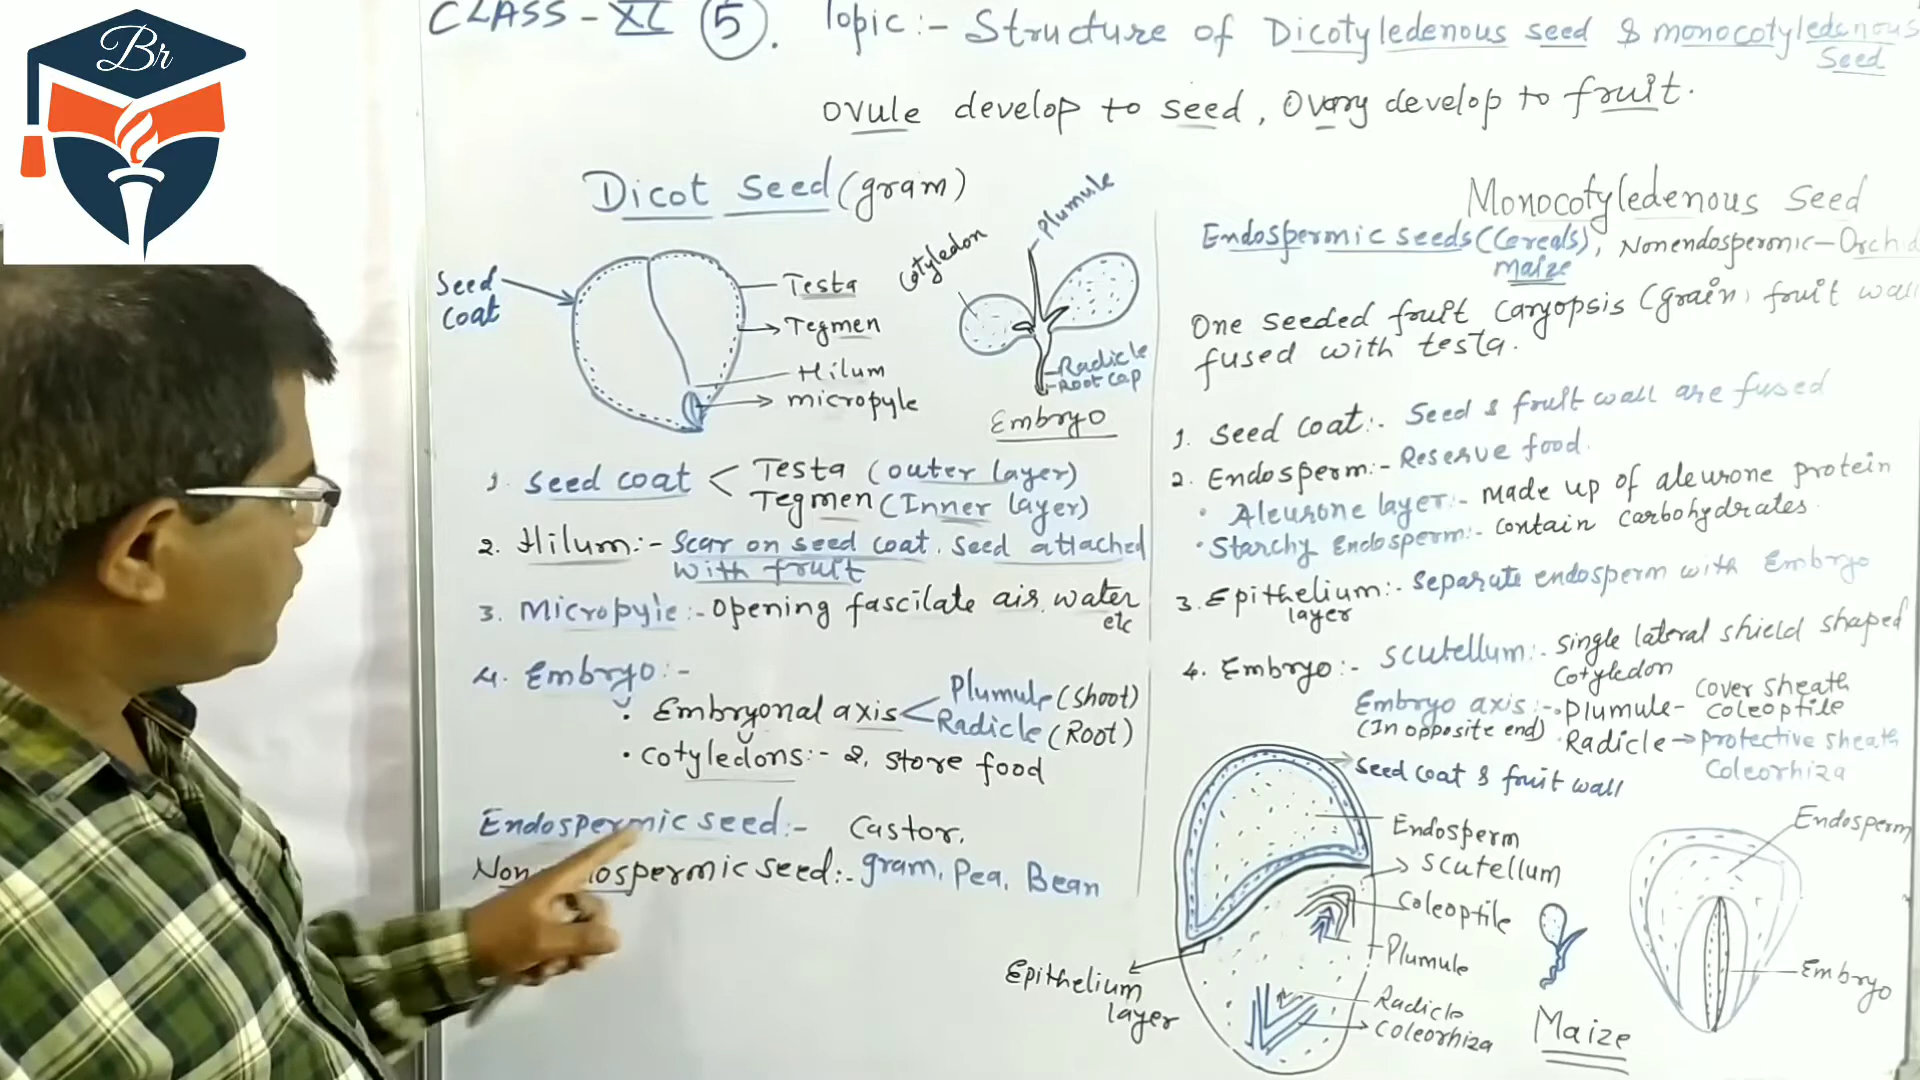 Br
CLASS - XI (5). Topic :- Structure of Dicotyledenous seed & monocotyledenous
Seed
Ovule develop to seed, Ovary develop to fruit.
Dicot seed (gram)
Seed
Coat
Testa
Tegmen
Hilum
micropyle
Cotyledon
Plumule
Radicle
Root cap
Embryo
1. Seed coat < Testa (outer layer)
Tegmen (Inner layer)
2. Hilum :- Scar on seed coat, Seed attached
with fruit
3. Micropyle :- Opening fascilate air, water
etc
4. Embryo :-
• Embryonal axis < Plumule (Shoot)
Radicle (Root)
• Cotyledons :- 2, Store food
Endospermic seed :- Castor,
Non ospermic seed :- gram, Pea, Bean
Monocotyledenous Seed
Endospermic seeds (Cereals), Nonendospermic - Orchid
maize
One seeded fruit caryopsis (grain) fruit wall
fused with testa.
1. Seed Coat :- Seed & fruit wall are fused
2. Endosperm :- Reserve food.
• Aleurone layer :- made up of aleurone protein
• Starchy Endosperm :- contain carbohydrates.
3. Epithelium :- Separate endosperm with Embryo
layer
4. Embryo :- Scutellum :- single lateral shield shaped
Cotyledon
Embryo axis :- • Plumule - Cover sheath
coleoptile
(In opposite end) • Radicle → Protective sheath
Coleorhiza
Seed coat & fruit wall
Endosperm
Scutellum
Coleoptile
Plumule
Radicle
Coleorhiza
Epithelium
layer
Maize
Endosperm
Embryo